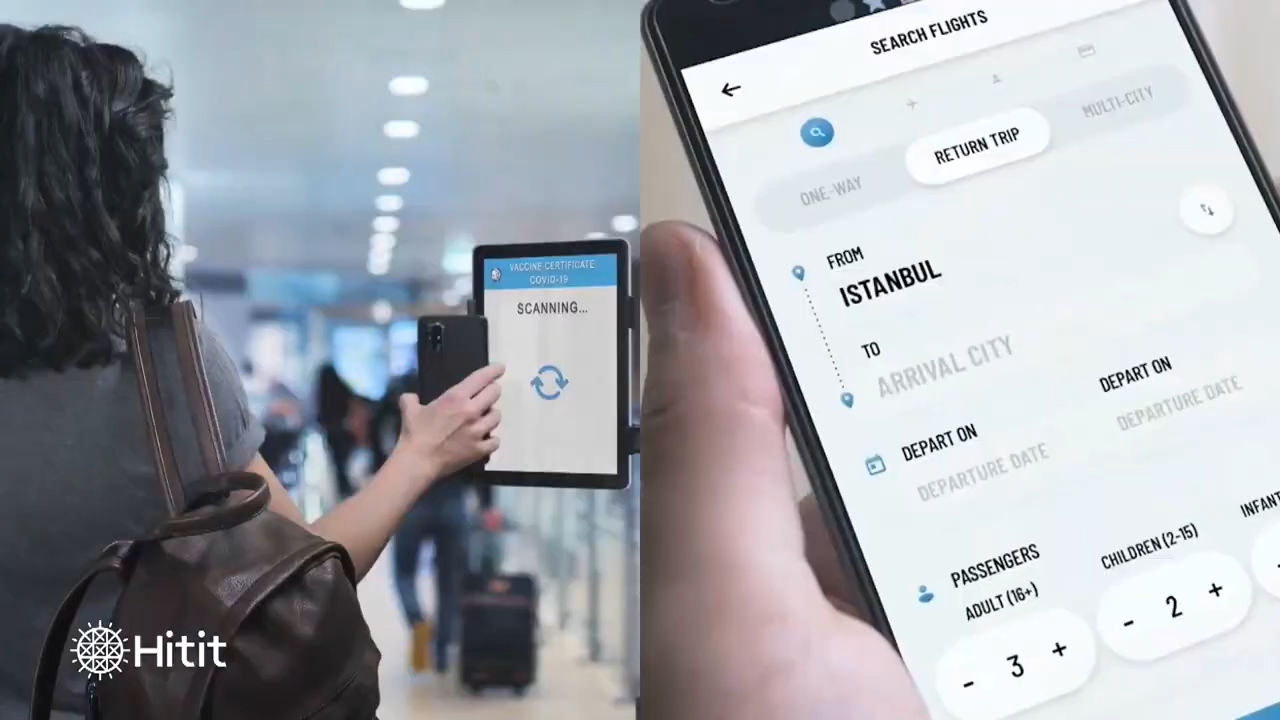 VACCINE CERTIFICATE
COVID-19
SCANNING...
Hitit
SEARCH FLIGHTS
ONE-WAY
RETURN TRIP
MULTI-CITY
FROM
ISTANBUL
TO
ARRIVAL CITY
DEPART ON
DEPARTURE DATE
DEPART ON
DEPARTURE DATE
PASSENGERS
ADULT (16+)
CHILDREN (2-15)
- 3 +
- 2 +